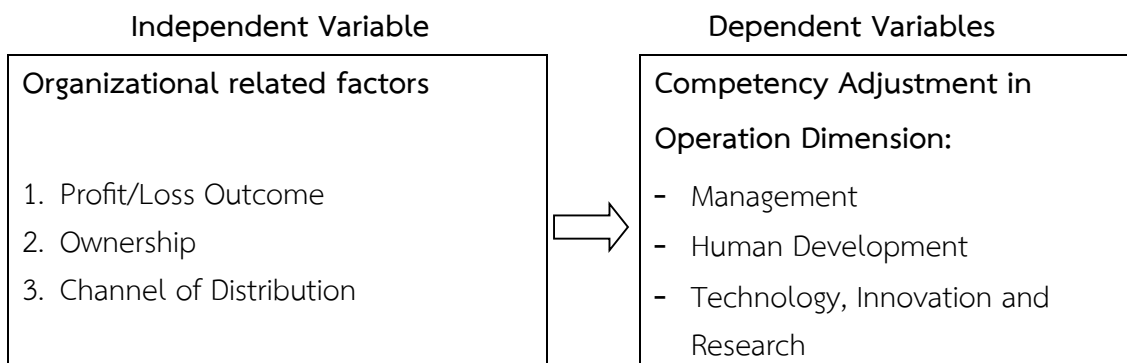 Independent Variable
Organizational related factors
1. Profit/Loss Outcome
2. Ownership
3. Channel of Distribution
Dependent Variables
Competency Adjustment in
Operation Dimension:
- Management
- Human Development
- Technology, Innovation and
Research